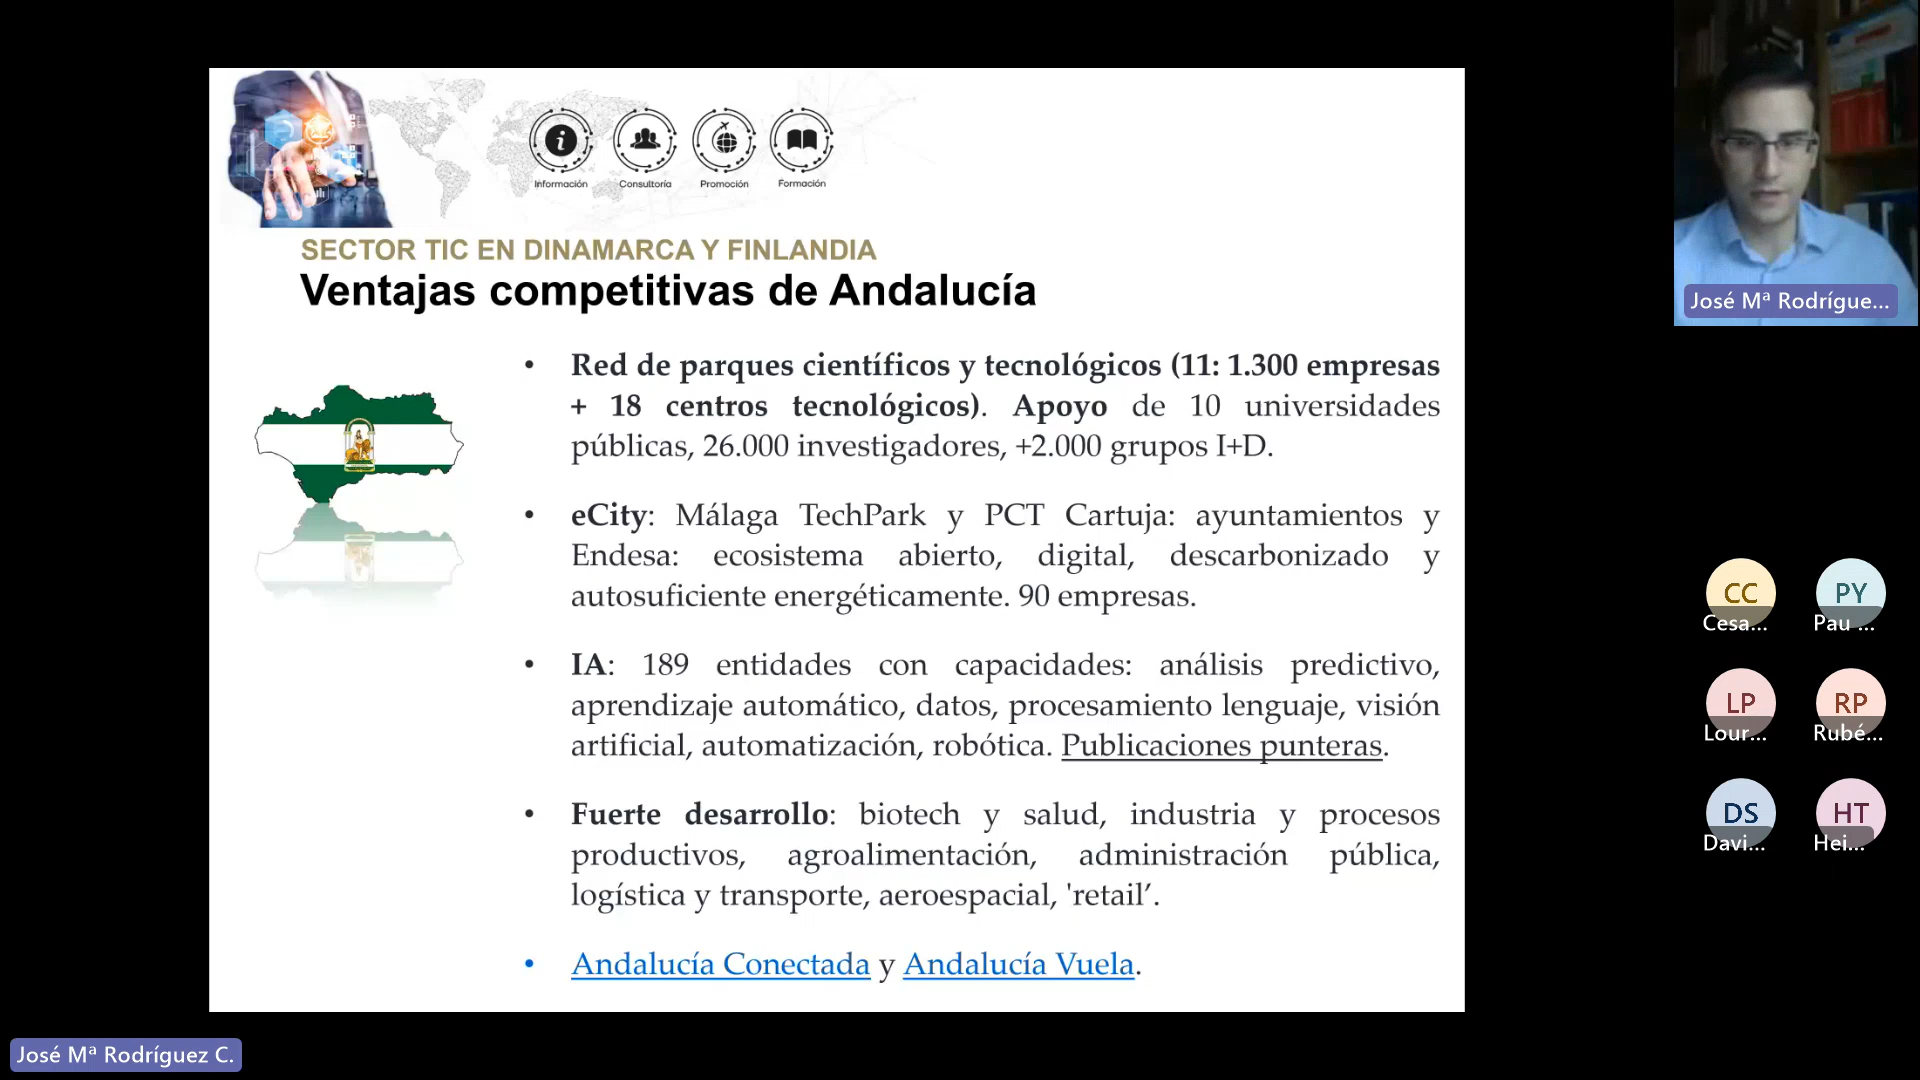 Información
Consultoría
Promoción
Formación
SECTOR TIC EN DINAMARCA Y FINLANDIA
Ventajas competitivas de Andalucía
• Red de parques científicos y tecnológicos (11: 1.300 empresas
+ 18 centros tecnológicos). Apoyo de 10 universidades
públicas, 26.000 investigadores, +2.000 grupos I+D.
• eCity: Málaga TechPark y PCT Cartuja: ayuntamientos y
Endesa: ecosistema abierto, digital, descarbonizado y
autosuficiente energéticamente. 90 empresas.
• IA: 189 entidades con capacidades: análisis predictivo,
aprendizaje automático, datos, procesamiento lenguaje, visión
artificial, automatización, robótica. Publicaciones punteras.
• Fuerte desarrollo: biotech y salud, industria y procesos
productivos, agroalimentación, administración pública,
logística y transporte, aeroespacial, 'retail’.
• Andalucía Conectada y Andalucía Vuela.
José Mª Rodrígue...
CC
Cesa...
PY
Pau ...
LP
Lour...
RP
Rubé...
DS
Davi...
HT
Hei...
José Mª Rodríguez C.